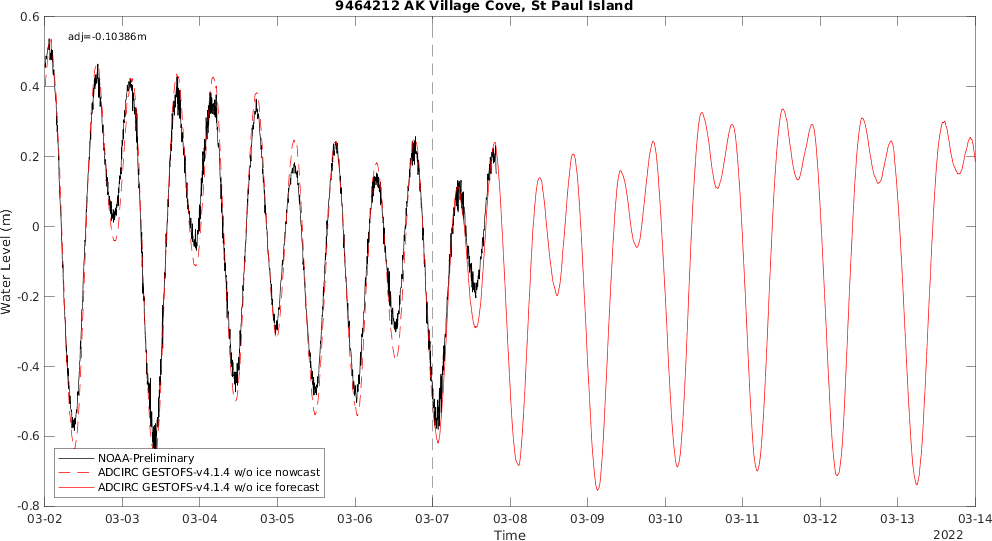 9464212 AK Village Cove, St Paul Island
adj=-0.10386m
Water Level (m)
0.6
0.4
0.2
0
-0.2
-0.4
-0.6
-0.8
NOAA-Preliminary
ADCIRC GESTOFS-v4.1.4 w/o ice nowcast
ADCIRC GESTOFS-v4.1.4 w/o ice forecast
03-02 03-03 03-04 03-05 03-06 03-07 03-08 03-09 03-10 03-11 03-12 03-13 03-14
Time
2022